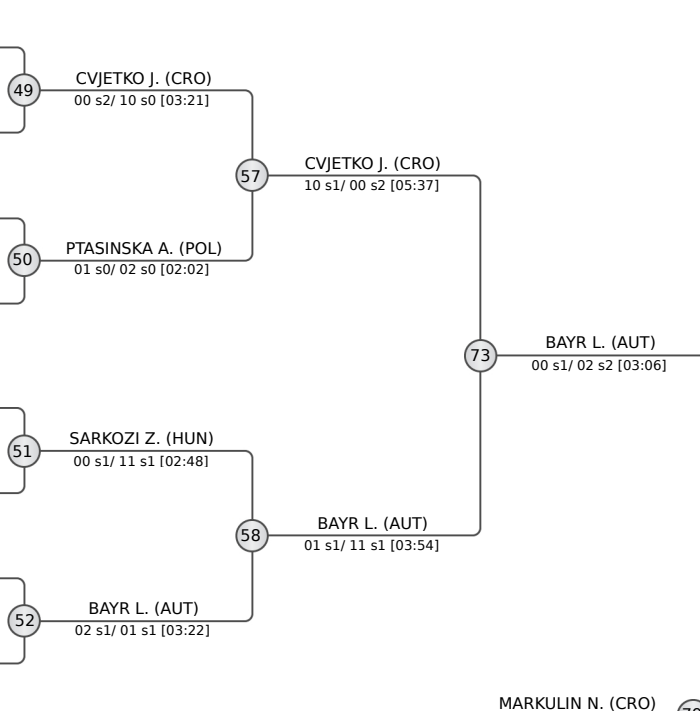 CVJETKO J. (CRO)
49
00 s2/ 10 s0 [03:21]
CVJETKO J. (CRO)
57
10 s1/ 00 s2 [05:37]
PTASINSKA A. (POL)
50
01 s0/ 02 s0 [02:02]
BAYR L. (AUT)
73
00 s1/ 02 s2 [03:06]
SARKOZI Z. (HUN)
51
00 s1/ 11 s1 [02:48]
BAYR L. (AUT)
58
01 s1/ 11 s1 [03:54]
BAYR L. (AUT)
52
02 s1/ 01 s1 [03:22]
MARKULIN N. (CRO)